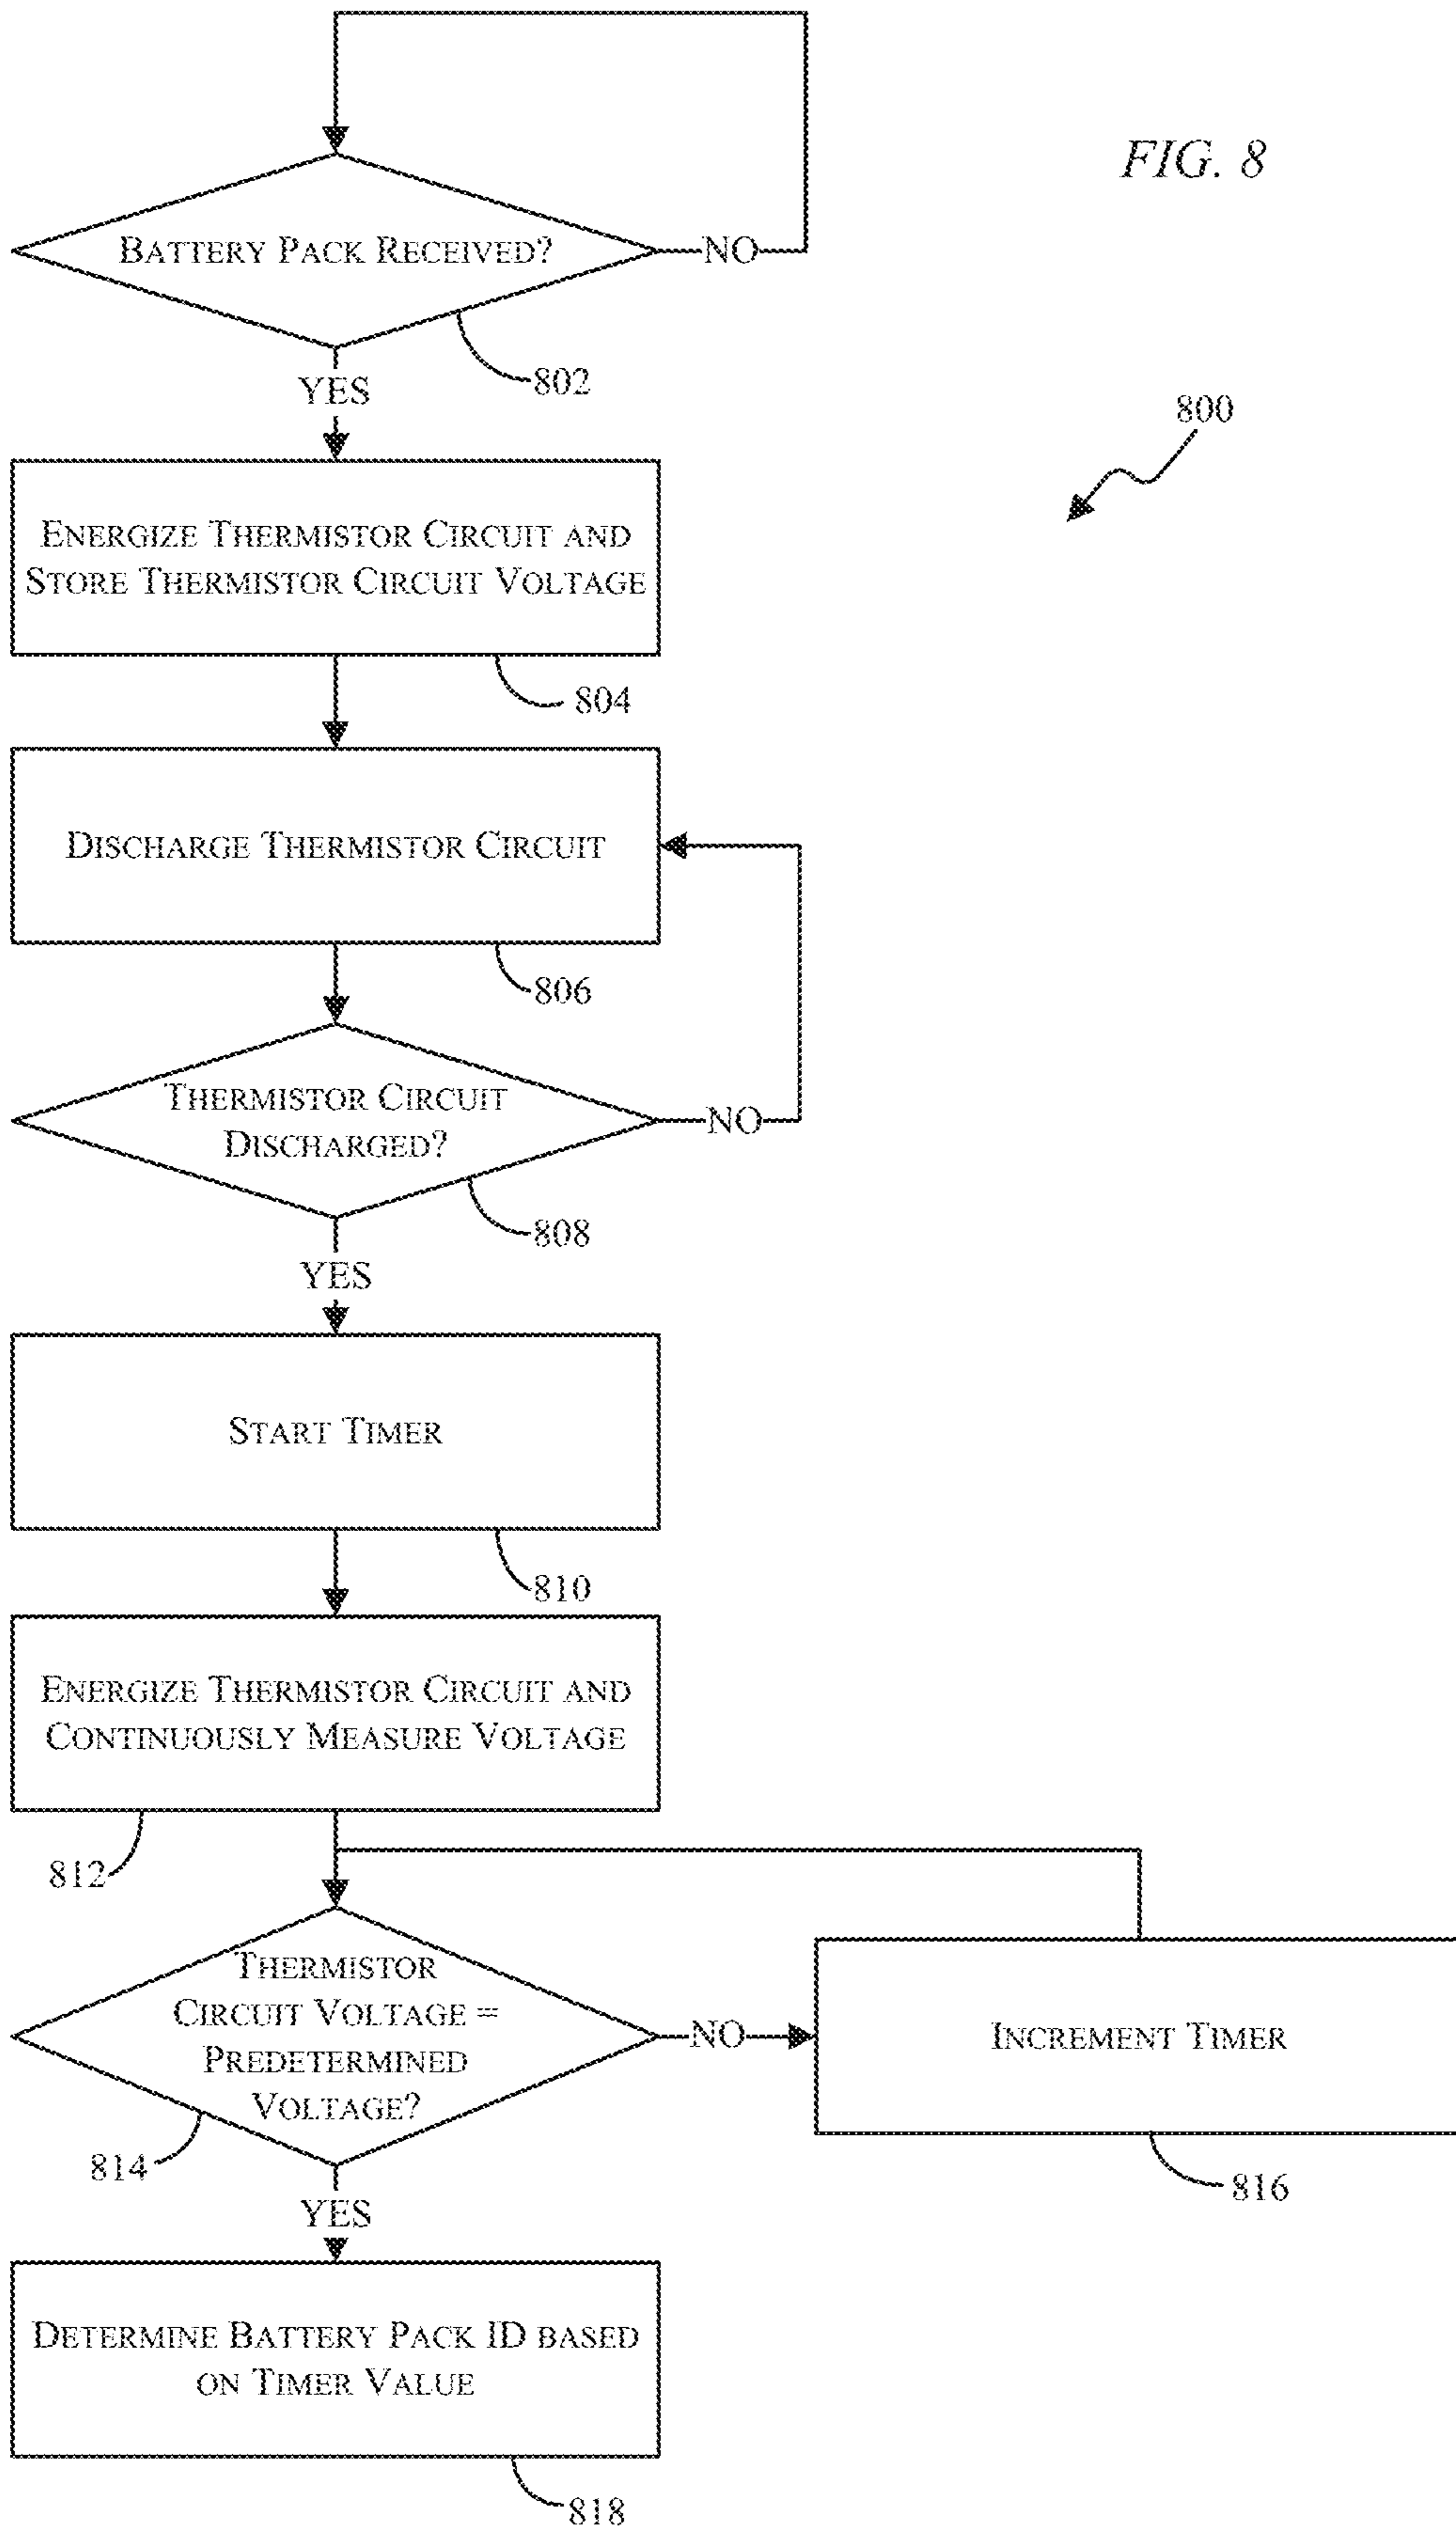 FIG. 8
BATTERY PACK RECEIVED?
NO
802
YES
800
ENERGIZE THERMISTOR CIRCUIT AND
STORE THERMISTOR CIRCUIT VOLTAGE
804
DISCHARGE THERMISTOR CIRCUIT
806
THERMISTOR CIRCUIT
DISCHARGED?
NO
808
YES
START TIMER
810
ENERGIZE THERMISTOR CIRCUIT AND
CONTINUOUSLY MEASURE VOLTAGE
812
THERMISTOR
CIRCUIT VOLTAGE =
PREDETERMINED
VOLTAGE?
NO
INCREMENT TIMER
814
816
YES
DETERMINE BATTERY PACK ID BASED
ON TIMER VALUE
818